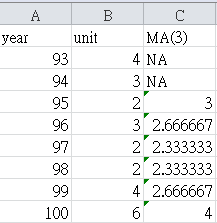 A B C
year unit MA(3)
93 4 NA
94 3 NA
95 2 3
96 3 2.666667
97 2 2.333333
98 2 2.333333
99 4 2.666667
100 6 4